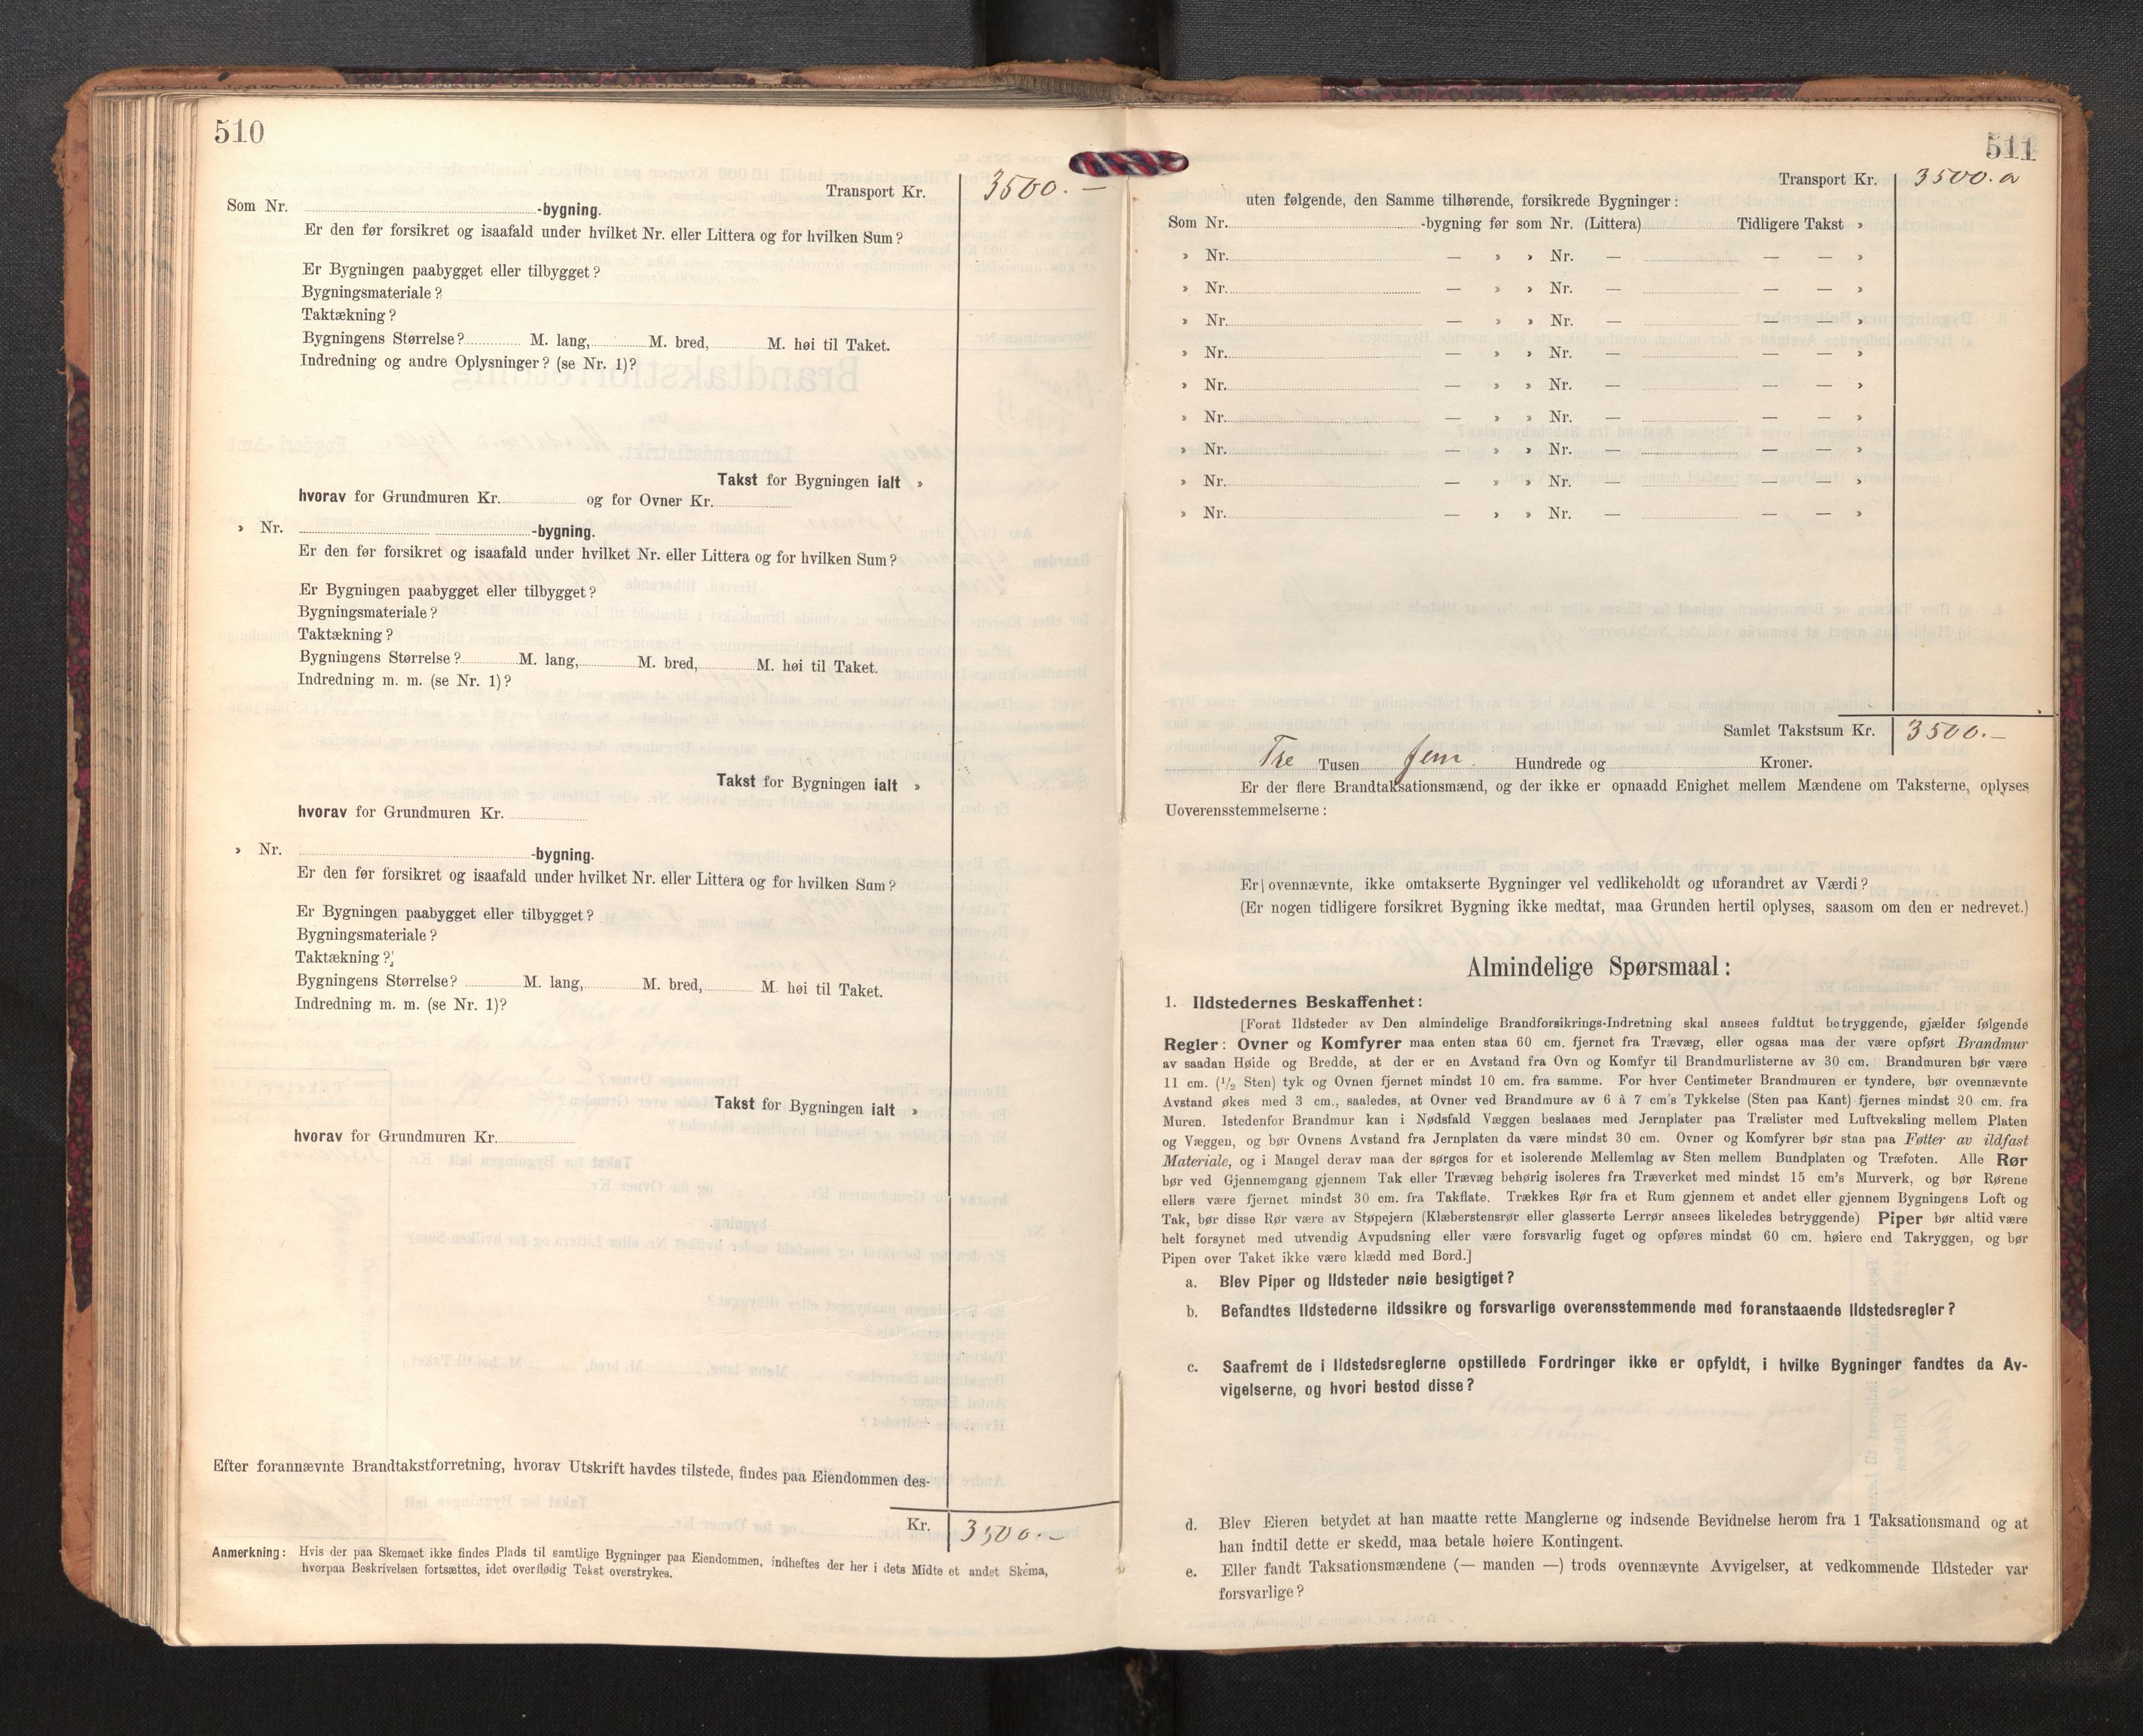 510
Transport Kr. 3500.—
Som Nr. -bygning.
Er den før forsikret og isaafald under hvilket Nr. eller Littera og for hvilken Sum?
Er Bygningen paabygget eller tilbygget?
Bygningsmateriale?
Taktækning?
Bygningens Størrelse? M. lang, M. bred, M. høi til Taket.
Indredning og andre Oplysninger? (se Nr. 1)?
Takst for Bygningen ialt »
hvorav for Grundmuren Kr. og for Ovner Kr.
» Nr. -bygning.
Er den før forsikret og isaafald under hvilket Nr. eller Littera og for hvilken Sum?
Er Bygningen paabygget eller tilbygget?
Bygningsmateriale?
Taktækning?
Bygningens Størrelse? M. lang, M. bred, M. høi til Taket.
Indredning m. m. (se Nr. 1)?
Takst for Bygningen ialt »
hvorav for Grundmuren Kr.
» Nr. -bygning.
Er den før forsikret og isaafald under hvilket Nr. eller Littera og for hvilken Sum?
Er Bygningen paabygget eller tilbygget?
Bygningsmateriale?
Taktækning?
Bygningens Størrelse? M. lang, M. bred, M. høi til Taket.
Indredning m. m. (se Nr. 1)?
Takst for Bygningen ialt »
hvorav for Grundmuren Kr.
Efter forannævnte Brandtakstforretning, hvorav Utskrift havdes tilstede, findes paa Eiendommen des-
Kr. 3500.—
Anmerkning: Hvis der paa Skemaet ikke findes Plads til samtlige Bygninger paa Eiendommen, indheftes der her i dets Midte et andet Skema,
hvorpaa Beskrivelsen fortsættes, idet overflødig Tekst overstrykes.
511
Transport Kr. 3500.
uten følgende, den Samme tilhørende, forsikrede Bygninger:
Som Nr. -bygning før som Nr. (Littera) Tidligere Takst »
» Nr. — » » Nr. — — — »
» Nr. — » » Nr. — — — »
» Nr. — » » Nr. — — — »
» Nr. — » » Nr. — — — »
» Nr. — » » Nr. — — — »
» Nr. — » » Nr. — — — »
» Nr. — » » Nr. — — — »
» Nr. — » » Nr. — — — »
» Nr. — » » Nr. — — — »
Samlet Takstsum Kr. 3500.—
Tre Tusen fem Hundrede og Kroner.
Er der flere Brandtaksationsmænd, og der ikke er opnaadd Enighet mellem Mændene om Taksterne, oplyses
Uoverensstemmelserne:
Er ovennævnte, ikke omtakserte Bygninger vel vedlikeholdt og uforandret av Værdi?
(Er nogen tidligere forsikret Bygning ikke medtat, maa Grunden hertil oplyses, saasom om den er nedrevet.)
Almindelige Spørsmaal:
1. Ildstedernes Beskaffenhet:
[Forat Ildsteder av Den almindelige Brandforsikrings-Indretning skal ansees fuldtut betryggende, gjælder følgende
Regler: Ovner og Komfyrer maa enten staa 60 cm. fjernet fra Trævæg, eller ogsaa maa der være opført Brandmur
av saadan Høide og Bredde, at der er en Avstand fra Ovn og Komfyr til Brandmurlisterne av 30 cm. Brandmuren bør være
11 cm. (1/2 Sten) tyk og Ovnen fjernet mindst 10 cm. fra samme. For hver Centimeter Brandmuren er tyndere, bør ovennævnte
Avstand økes med 3 cm., saaledes, at Ovner ved Brandmure av 6 à 7 cm's Tykkelse (Sten paa Kant) fjernes mindst 20 cm. fra
Muren. Istedenfor Brandmur kan i Nødsfald Væggen beslaaes med Jernplater paa Trælister med Luftveksling mellem Platen
og Væggen, og bør Ovnens Avstand fra Jernplaten da være mindst 30 cm. Ovner og Komfyrer bør staa paa Føtter av ildfast
Materiale, og i Mangel derav maa der sørges for et isolerende Mellemlag av Sten mellem Bundplaten og Træfoten. Alle Rør
bør ved Gjennemgang gjennem Tak eller Trævæg behørig isoleres fra Træverket med mindst 15 cm's Murverk, og bør Rørene
ellers være fjernet mindst 30 cm. fra Takflate. Trækkes Rør fra et Rum gjennem et andet eller gjennem Bygningens Loft og
Tak, bør disse Rør være av Støpejern (Klæberstensrør eller glasserte Lerrør ansees likeledes betryggende) Piper bør altid være
helt forsynet med utvendig Avpudsning eller være forsvarlig fuget og opføres mindst 60 cm. høiere end Takryggen, og bør
Pipen over Taket ikke være klædd med Bord.]
a. Blev Piper og Ildsteder nøie besigtiget?
b. Befandtes Ildstederne ildssikre og forsvarlige overensstemmende med foranstaaende Ildstedsregler?
c. Saafremt de i Ildstedsreglerne opstillede Fordringer ikke er opfyldt, i hvilke Bygninger fandtes da Av-
vigelserne, og hvori bestod disse?
d. Blev Eieren betydet at han maatte rette Manglerne og indsende Bevidnelse herom fra 1 Taksationsmand og at
han indtil dette er skedd, maa betale høiere Kontingent.
e. Eller fandt Taksationsmændene (— manden —) trods ovennævnte Avvigelser, at vedkommende Ildsteder var
forsvarlige?